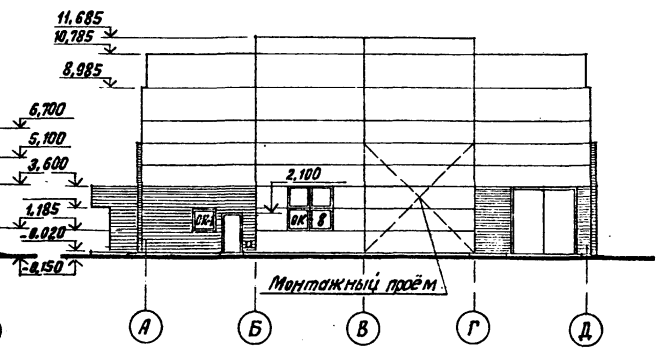 11,685
10,785
8,985
6,700
5,100
3,600
2,100
1,185
-0.020
-0,150
ОК-1
ОК 8
Монтажный проём
А
Б
В
Г
Д